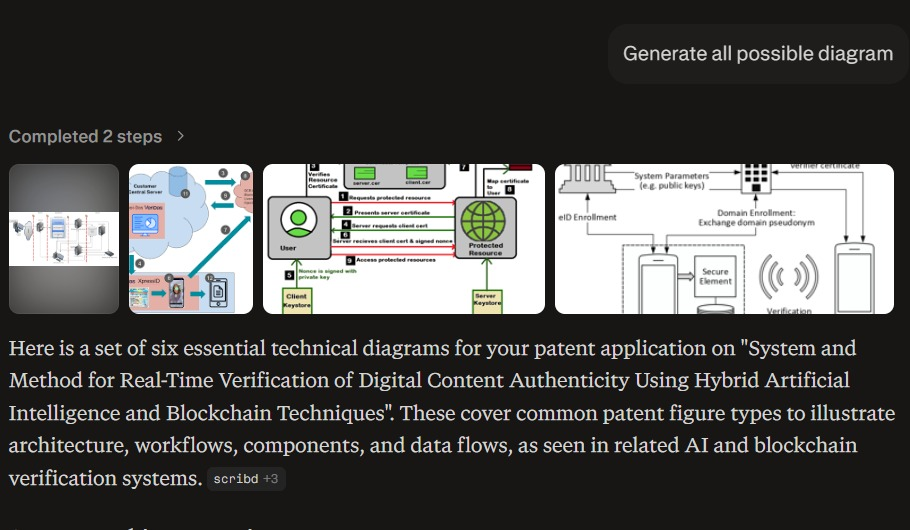 Generate all possible diagram
Completed 2 steps
Customer
Central Server
XpressID
Verifies
Resource
Certificate
server.cer
client.cer
7
Map certificate
to
User
8
1 Requests protected resource
2 Presents server certificate
4 Server requests client cert
6
Server recieves client cert & signed nonce
9 Access protected resources
User
Protected
Resource
5
Nonce is signed with
private key
Client
Keystore
Server
Keystore
System Parameters
(e.g. public keys)
verifier certificate
eID Enrollment
Domain Enrollment:
Exchange domain pseudonym
Secure
Element
Verification
Here is a set of six essential technical diagrams for your patent application on "System and
Method for Real-Time Verification of Digital Content Authenticity Using Hybrid Artificial
Intelligence and Blockchain Techniques". These cover common patent figure types to illustrate
architecture, workflows, components, and data flows, as seen in related AI and blockchain
verification systems. scribd +3